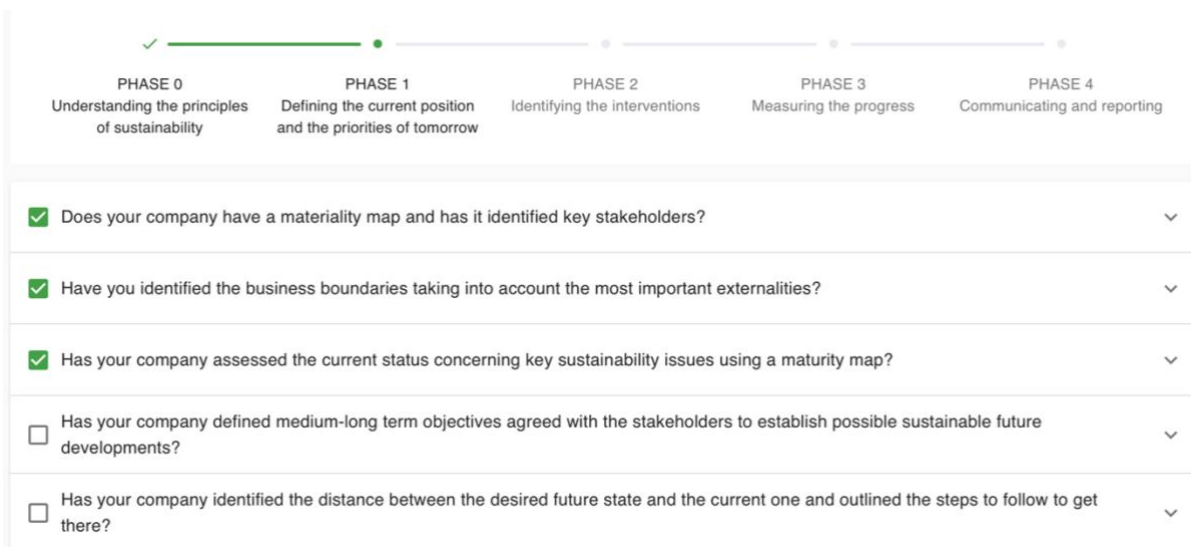 PHASE 0
Understanding the principles
of sustainability
PHASE 1
Defining the current position
and the priorities of tomorrow
PHASE 2
Identifying the interventions
PHASE 3
Measuring the progress
PHASE 4
Communicating and reporting
Does your company have a materiality map and has it identified key stakeholders?
Have you identified the business boundaries taking into account the most important externalities?
Has your company assessed the current status concerning key sustainability issues using a maturity map?
Has your company defined medium-long term objectives agreed with the stakeholders to establish possible sustainable future
developments?
Has your company identified the distance between the desired future state and the current one and outlined the steps to follow to get
there?